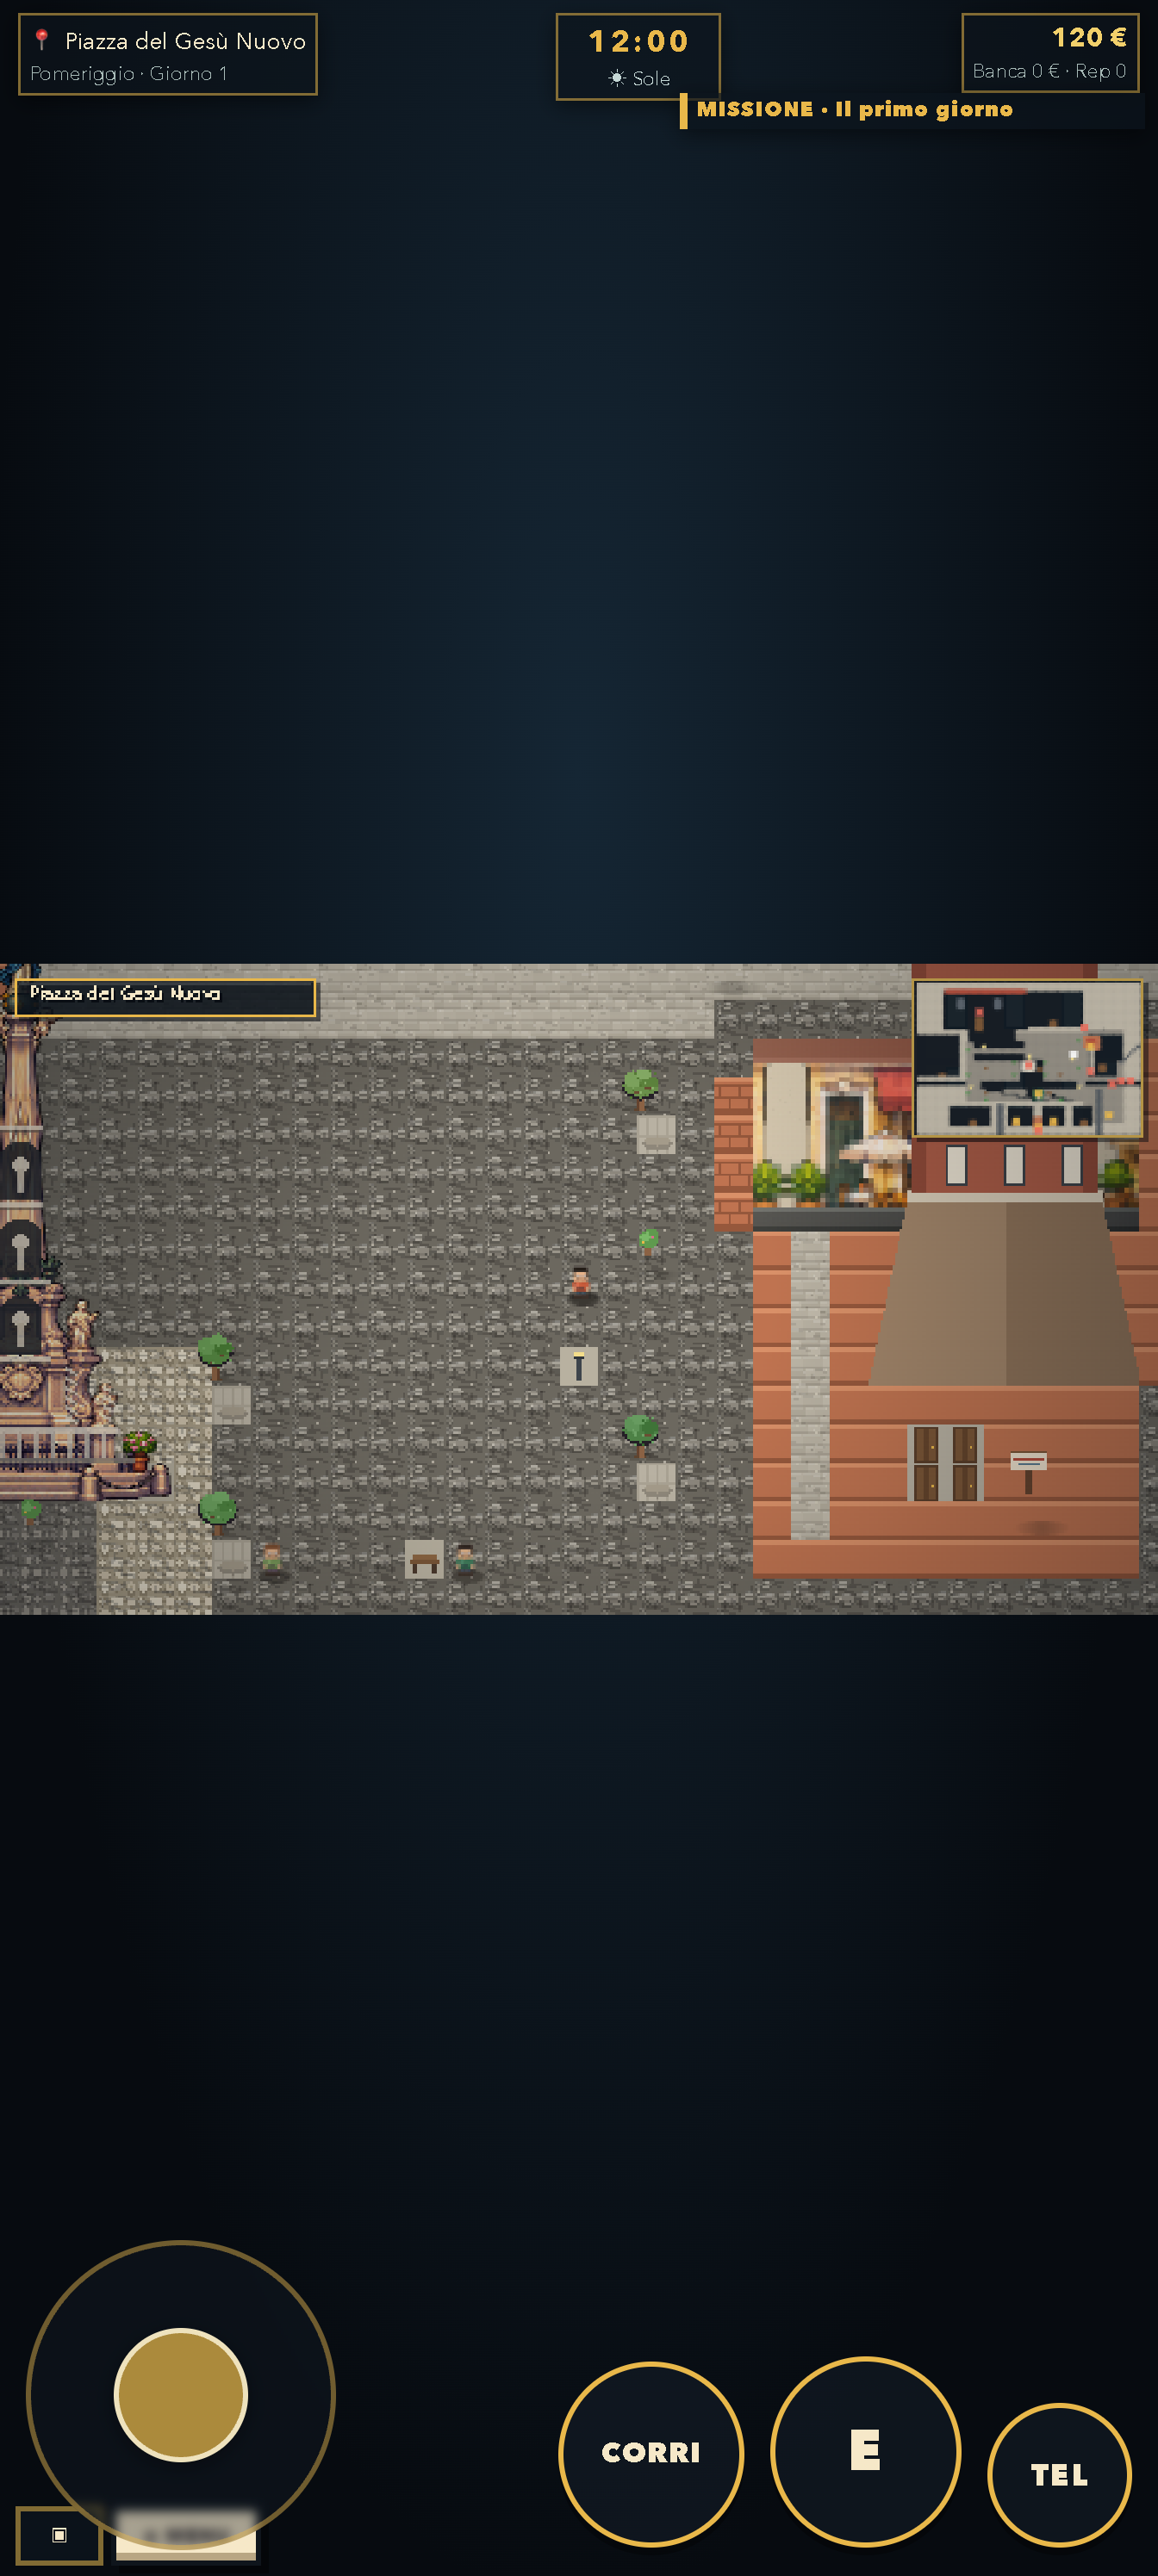 Piazza del Gesù Nuovo
Pomeriggio · Giorno 1
12:00
☀ Sole
120 €
Banca 0 € · Rep 0
MISSIONE · Il primo giorno
Piazza del Gesù Nuovo
CORRI
E
TEL